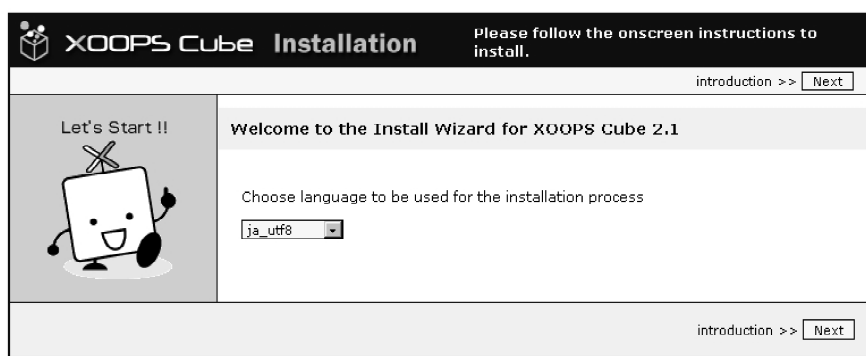 XOOPS Cube Installation
Please follow the onscreen instructions to
install.
introduction >> Next
Let's Start !!
Welcome to the Install Wizard for XOOPS Cube 2.1
Choose language to be used for the installation process
ja_utf8
introduction >> Next